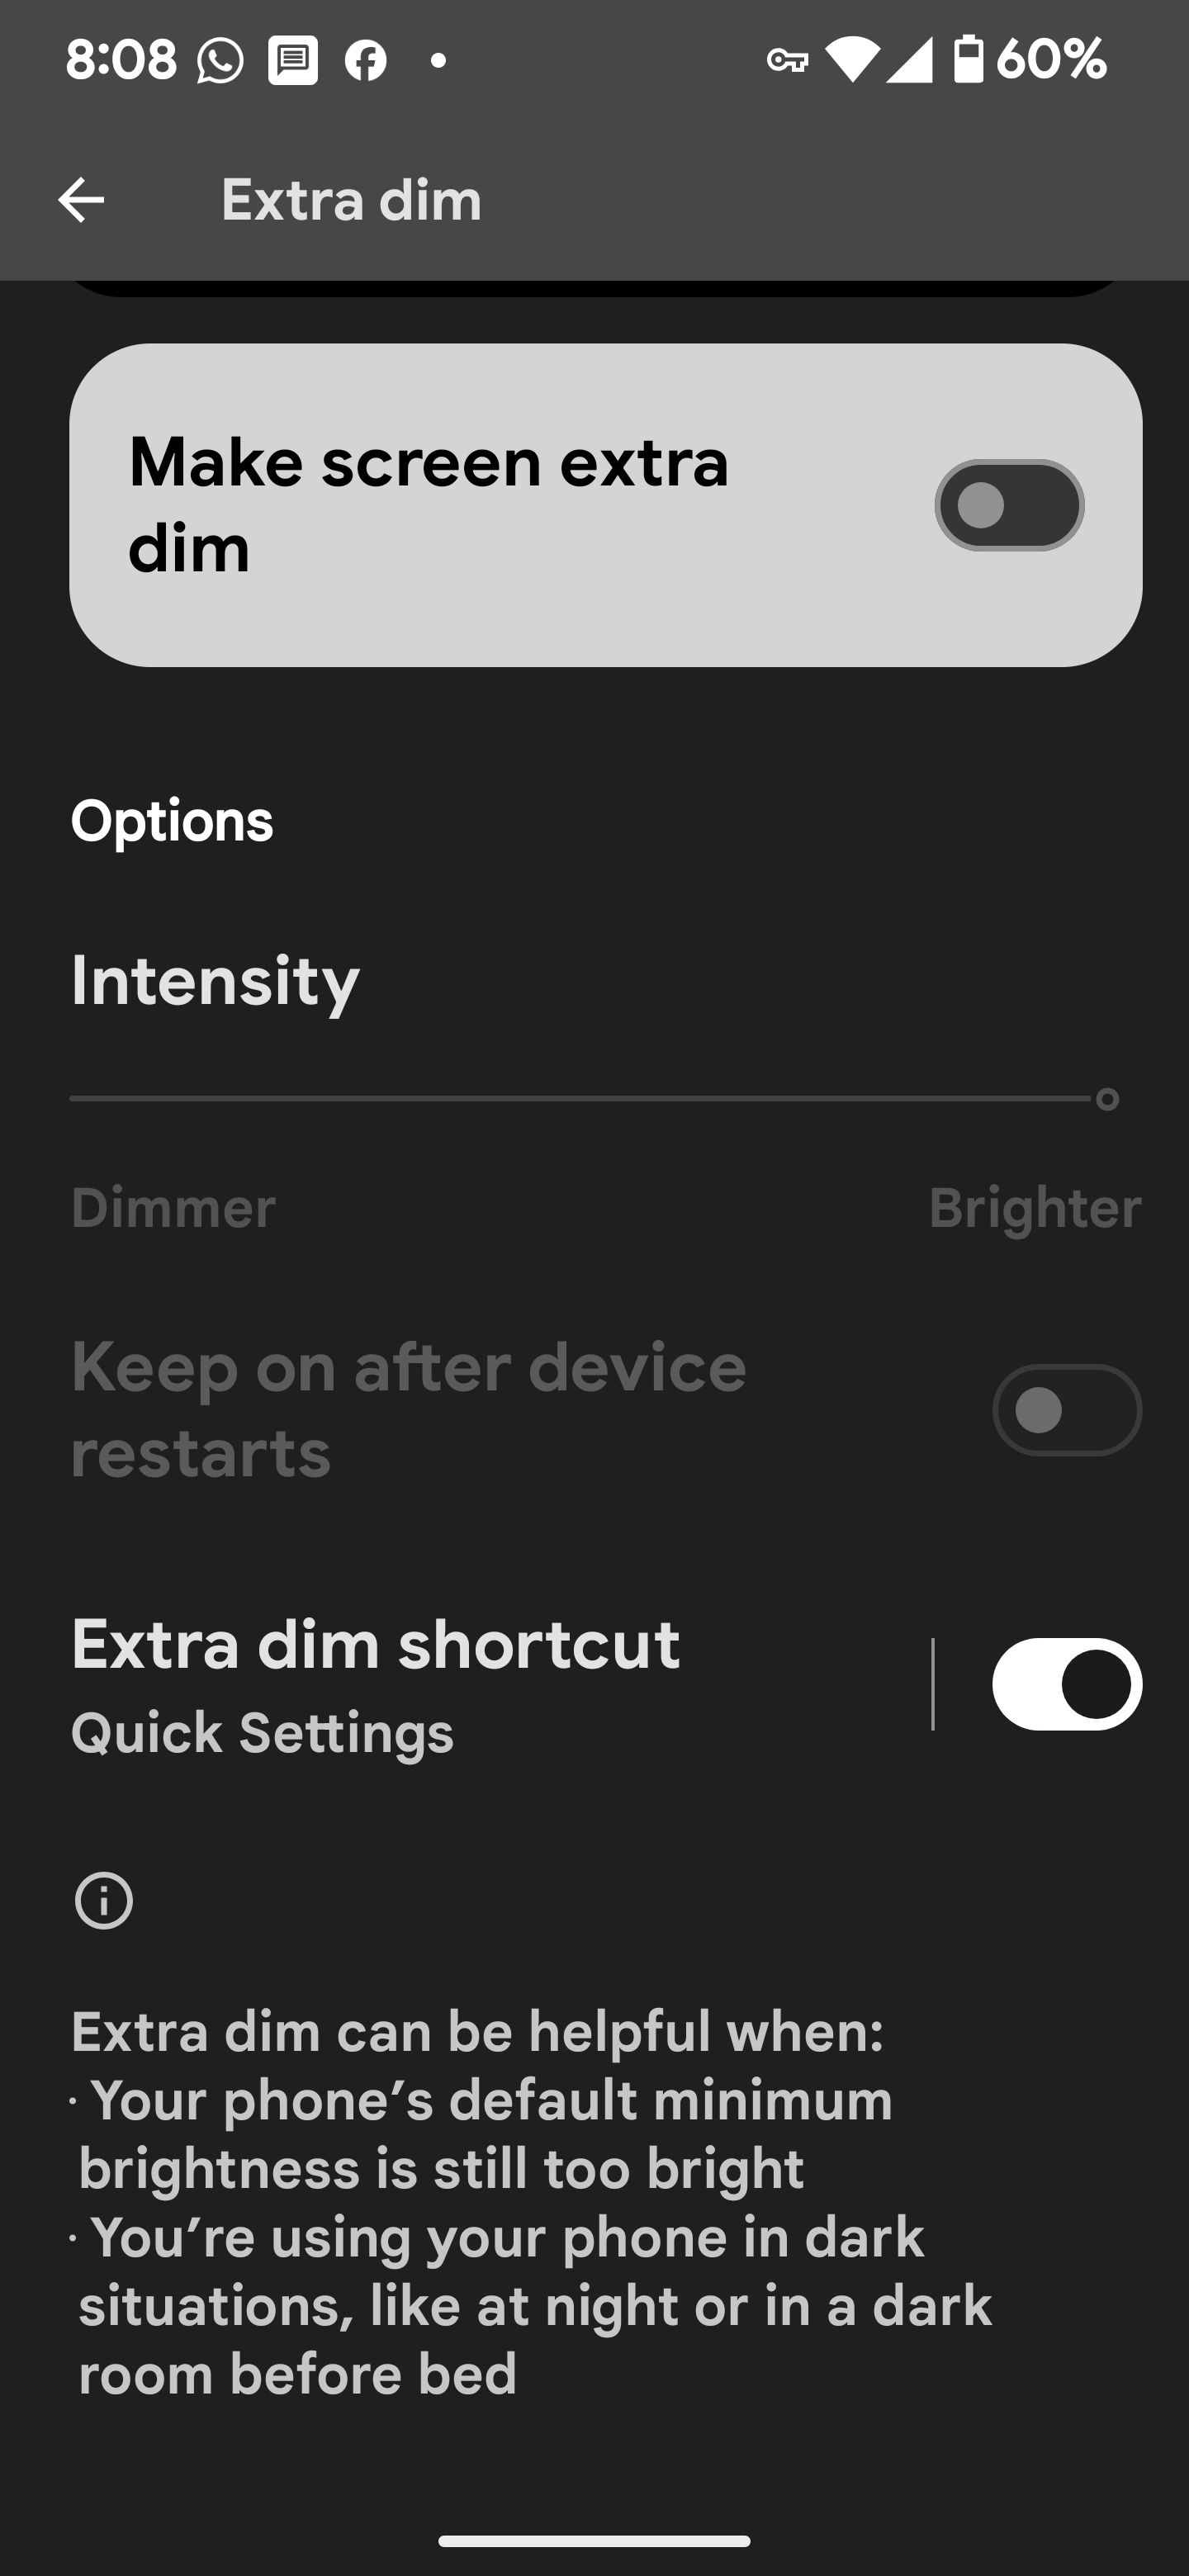 8:08 60%
Extra dim
Make screen extra
dim
Options
Intensity
Dimmer Brighter
Keep on after device
restarts
Extra dim shortcut
Quick Settings
Extra dim can be helpful when:
· Your phone’s default minimum
brightness is still too bright
· You’re using your phone in dark
situations, like at night or in a dark
room before bed